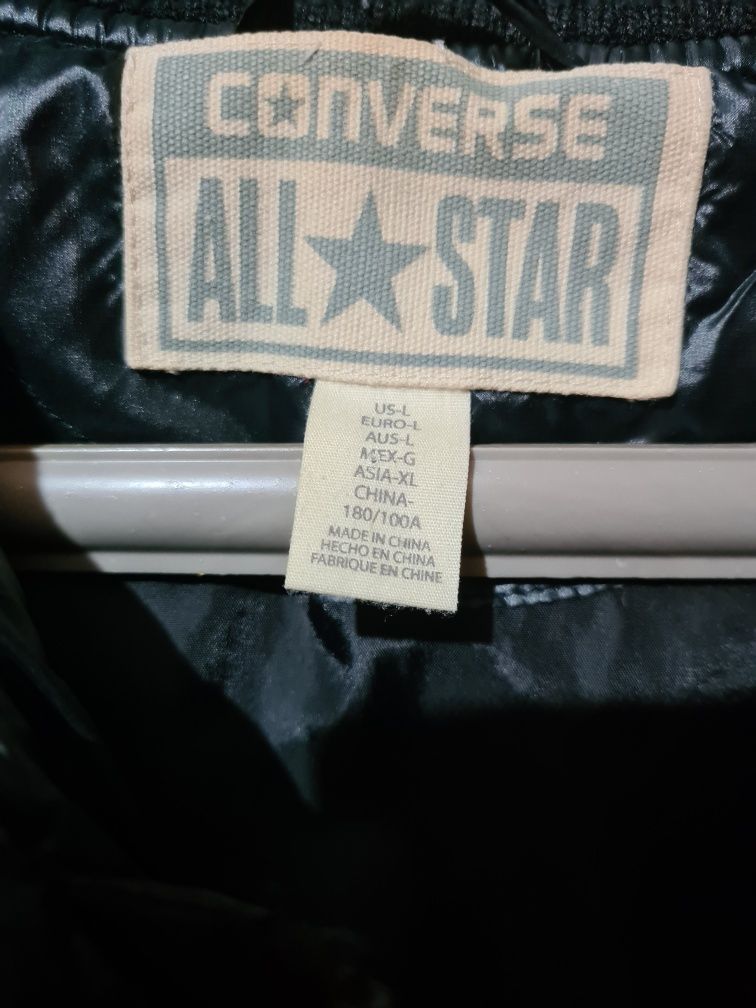 CONVERSE
ALL STAR
US-L
EURO-L
AUS-L
MEX-G
ASIA-XL
CHINA-
180/100A
MADE IN CHINA
HECHO EN CHINA
FABRIQUE EN CHINE